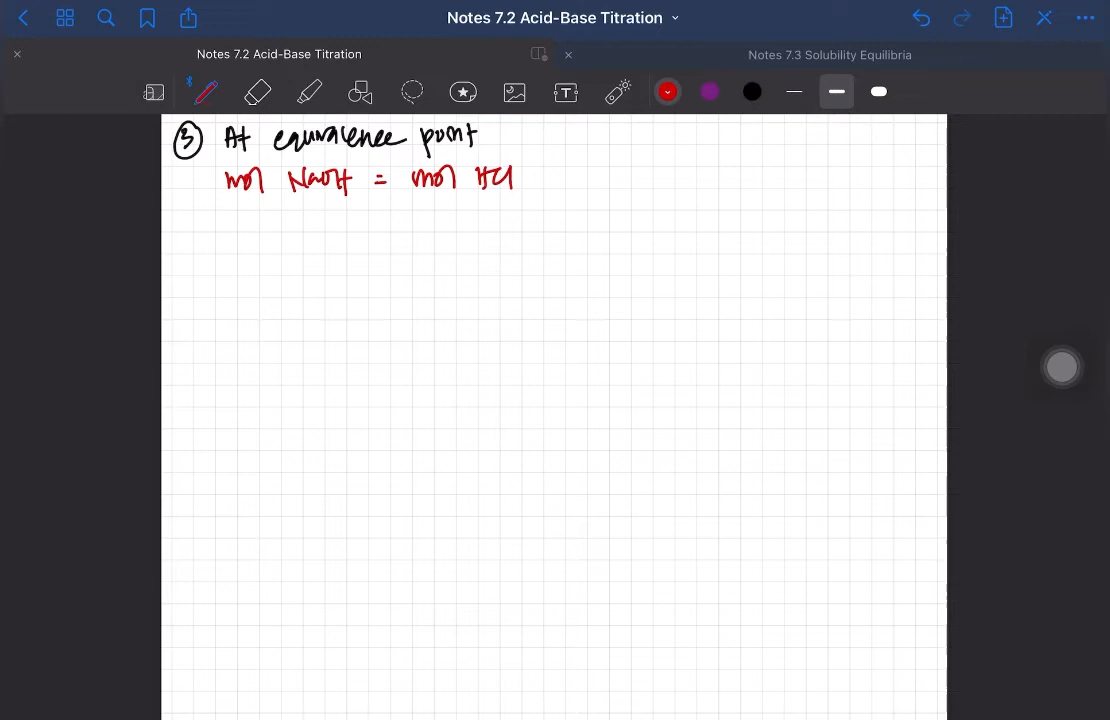 Notes 7.2 Acid-Base Titration
Notes 7.2 Acid-Base Titration
Notes 7.3 Solubility Equilibria
T
③ At equivalence point
mol NaOH = mol HCl